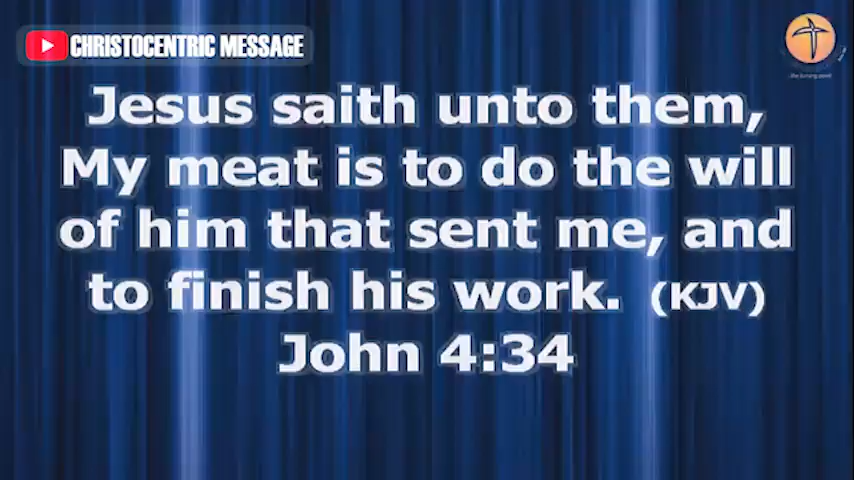 CHRISTOCENTRIC MESSAGE
Jesus saith unto them,
My meat is to do the will
of him that sent me, and
to finish his work. (KJV)
John 4:34